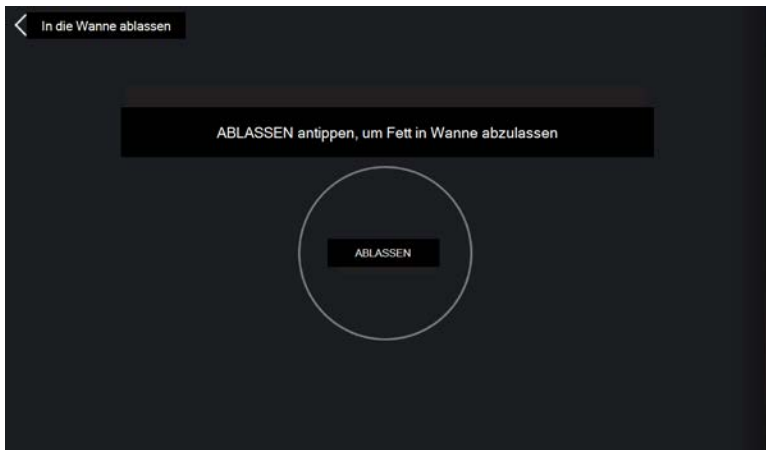 In die Wanne ablassen
ABLASSEN antippen, um Fett in Wanne abzulassen
ABLASSEN